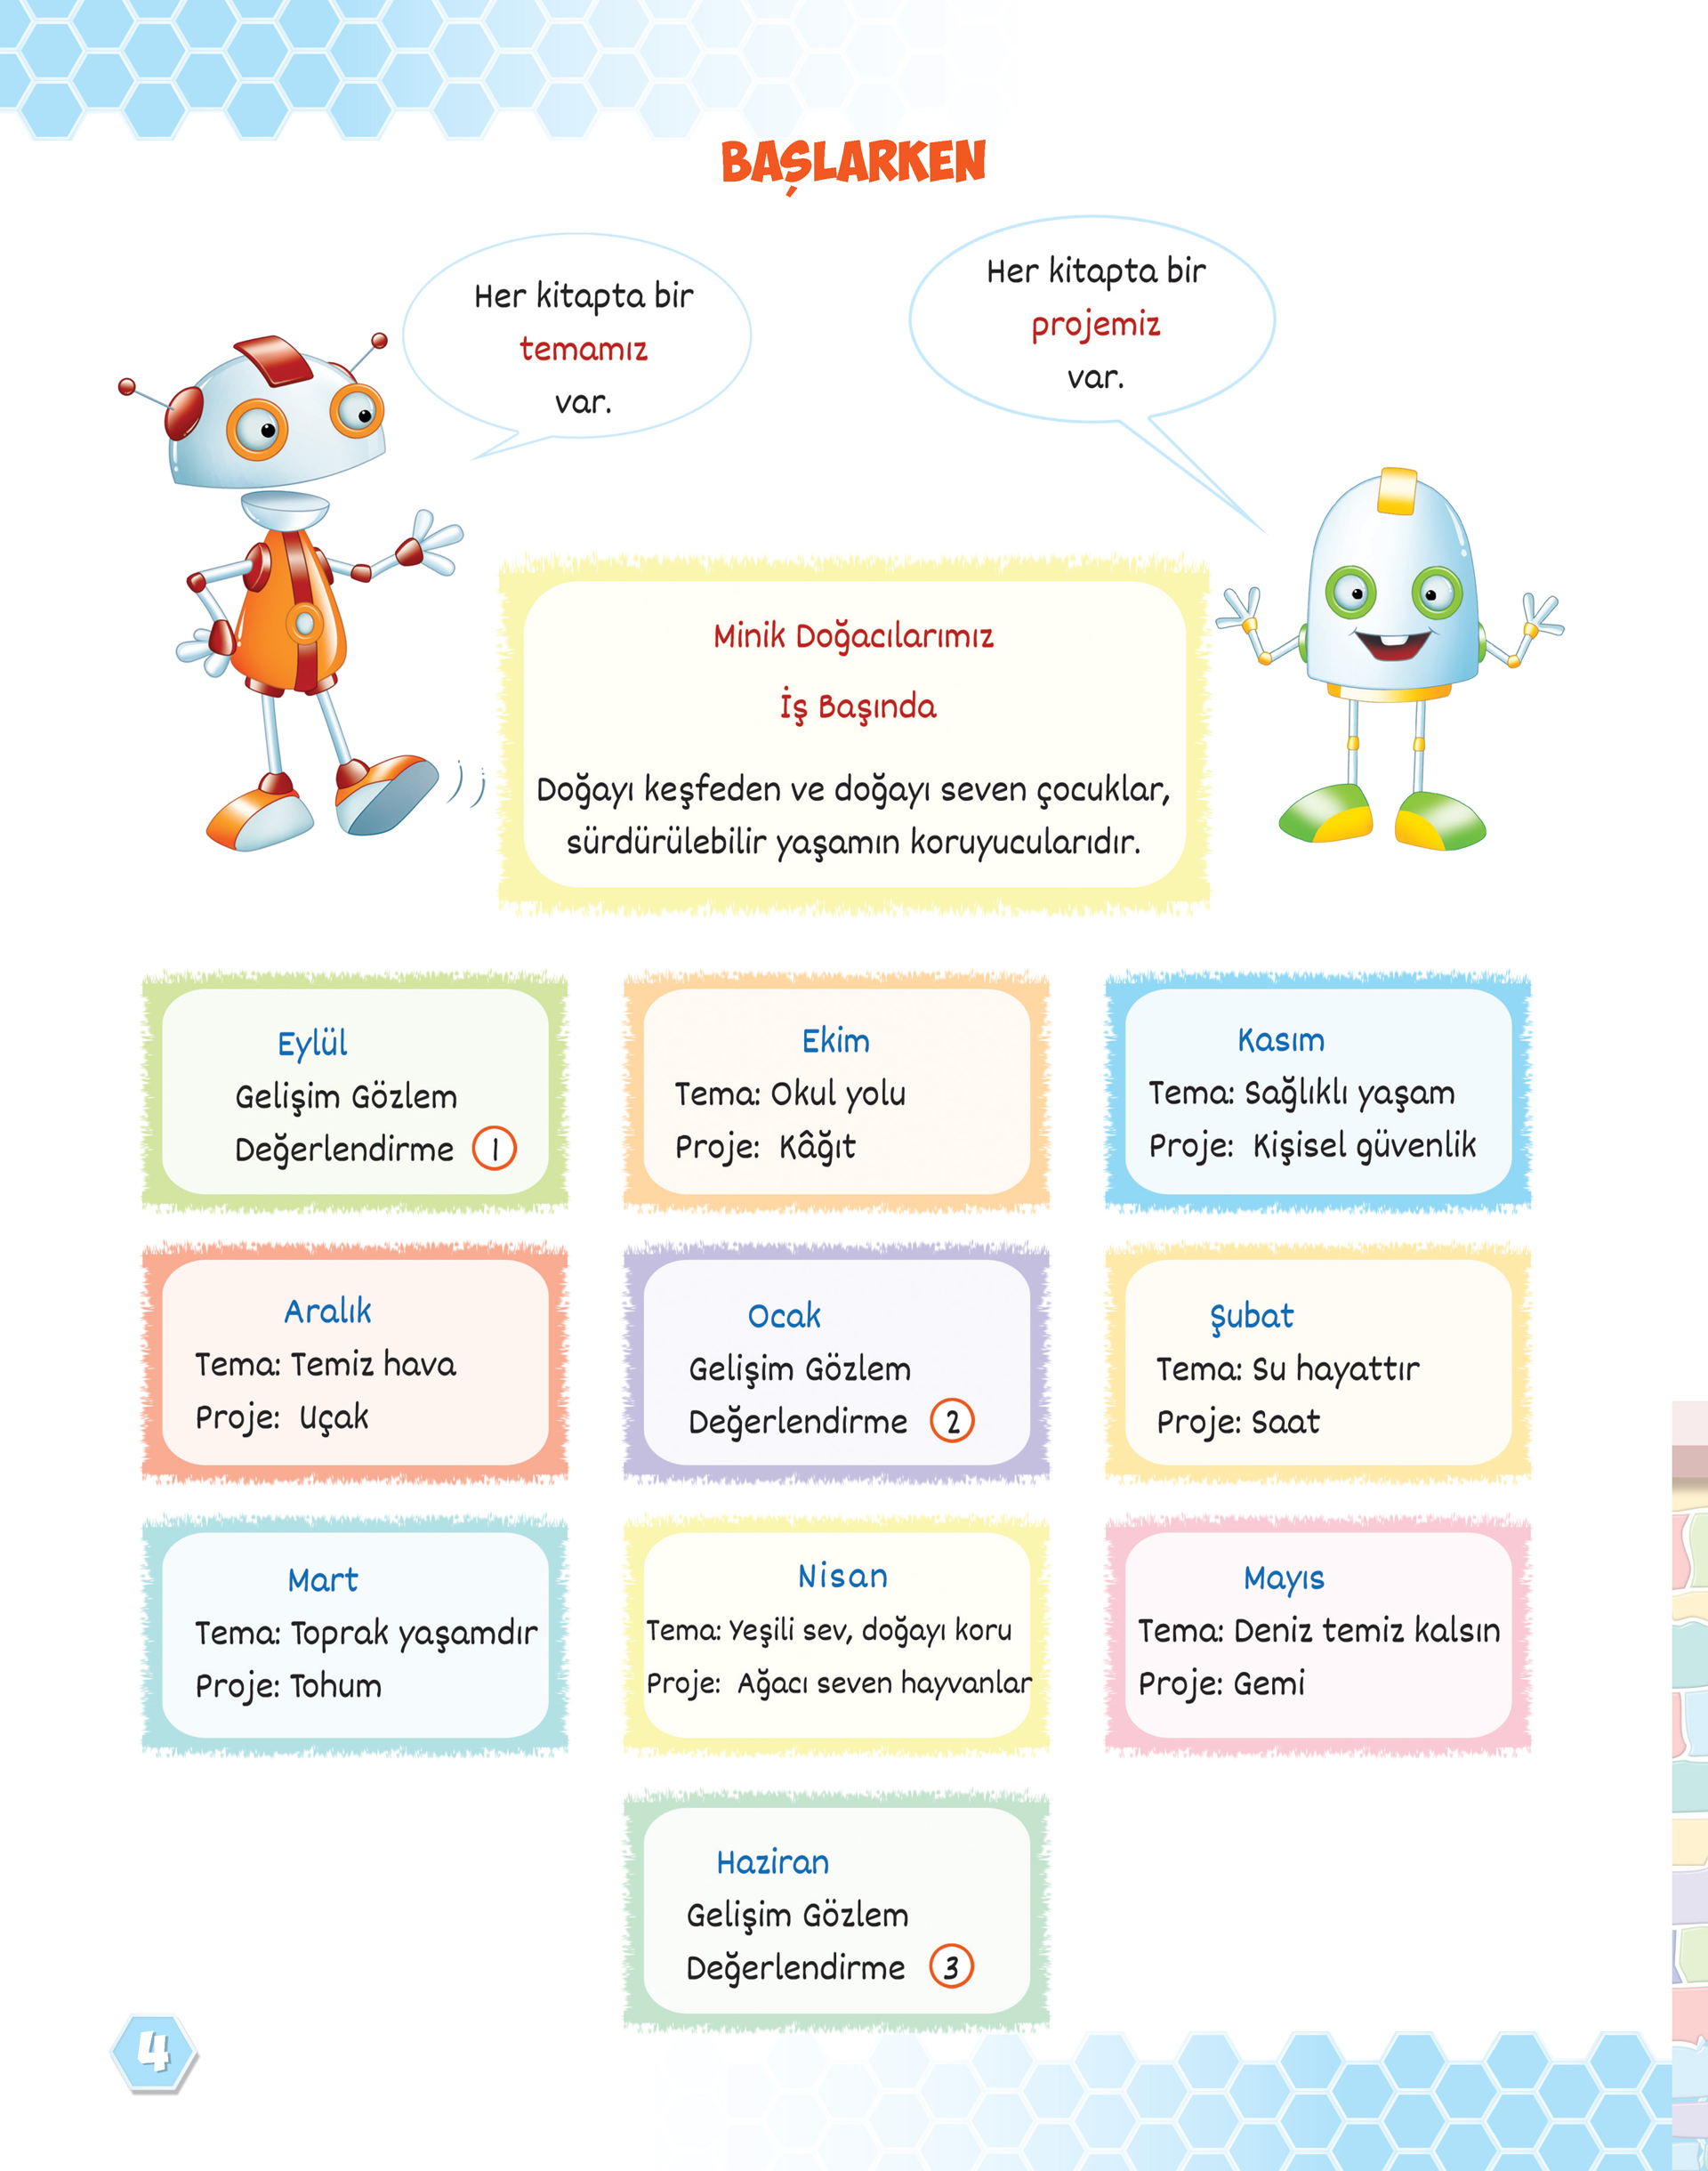 BAŞLARKEN
Her kitapta bir
temamız
var.
Her kitapta bir
projemiz
var.
Minik Doğacılarımız
İş Başında
Doğayı keşfeden ve doğayı seven çocuklar,
sürdürülebilir yaşamın koruyucularıdır.
Eylül
Gelişim Gözlem
Değerlendirme 1
Ekim
Tema: Okul yolu
Proje: Kâğıt
Kasım
Tema: Sağlıklı yaşam
Proje: Kişisel güvenlik
Aralık
Tema: Temiz hava
Proje: Uçak
Ocak
Gelişim Gözlem
Değerlendirme 2
Şubat
Tema: Su hayattır
Proje: Saat
Mart
Tema: Toprak yaşamdır
Proje: Tohum
Nisan
Tema: Yeşili sev, doğayı koru
Proje: Ağacı seven hayvanlar
Mayıs
Tema: Deniz temiz kalsın
Proje: Gemi
Haziran
Gelişim Gözlem
Değerlendirme 3
4